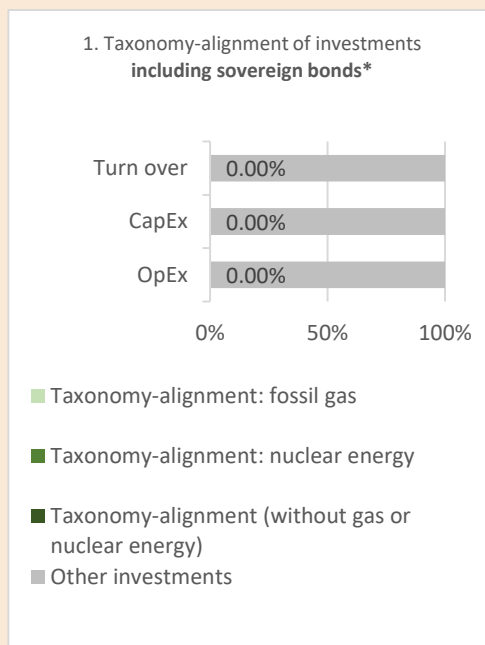 1. Taxonomy-alignment of investments
including sovereign bonds*
Turn over
0.00%
CapEx
0.00%
OpEx
0.00%
0%
50%
100%
Taxonomy-alignment: fossil gas
Taxonomy-alignment: nuclear energy
Taxonomy-alignment (without gas or
nuclear energy)
Other investments